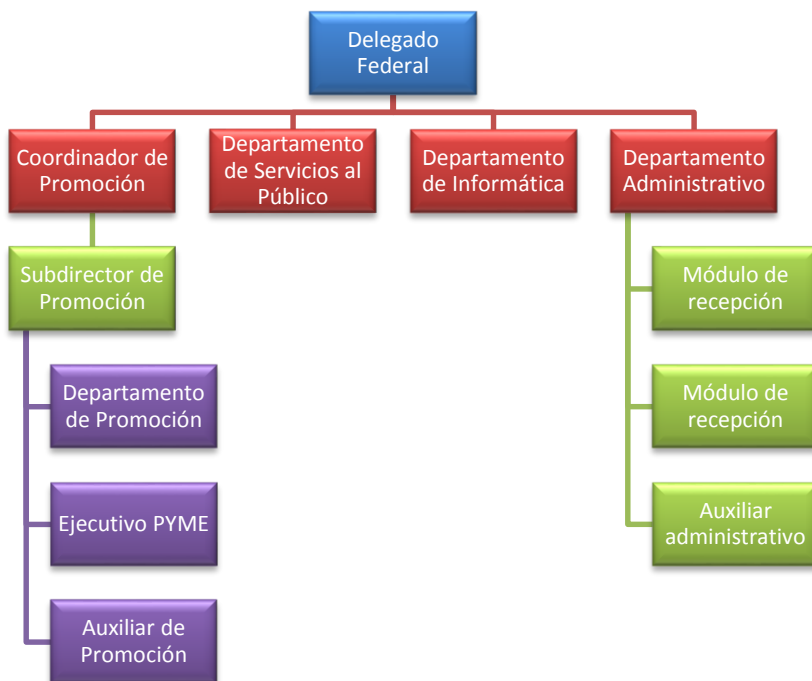 Delegado
Federal
Coordinador de
Promoción
Departamento
de Servicios al
Público
Departamento
de Informática
Departamento
Administrativo
Subdirector de
Promoción
Módulo de
recepción
Departamento
de Promoción
Módulo de
recepción
Ejecutivo PYME
Auxiliar
administrativo
Auxiliar de
Promoción